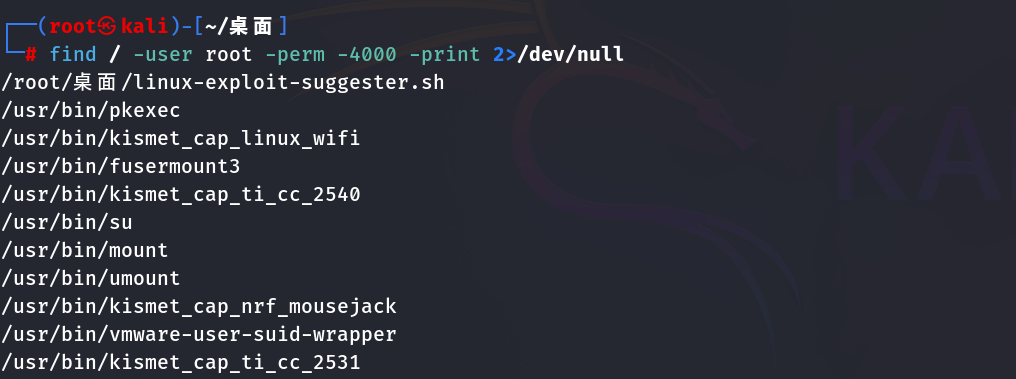 ┌──(root㉿kali)-[~/桌面]
└─# find / -user root -perm -4000 -print 2>/dev/null
/root/桌面/linux-exploit-suggester.sh
/usr/bin/pkexec
/usr/bin/kismet_cap_linux_wifi
/usr/bin/fusermount3
/usr/bin/kismet_cap_ti_cc_2540
/usr/bin/su
/usr/bin/mount
/usr/bin/umount
/usr/bin/kismet_cap_nrf_mousejack
/usr/bin/vmware-user-suid-wrapper
/usr/bin/kismet_cap_ti_cc_2531
KA